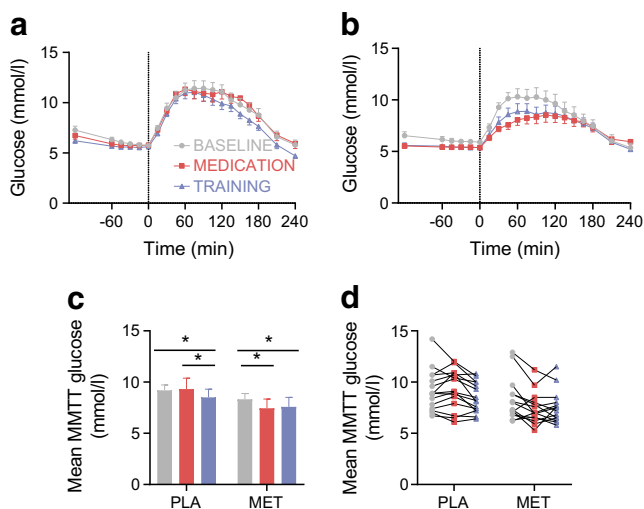 a
Glucose (mmol/l)
15
10
5
0
BASELINE
MEDICATION
TRAINING
-60 0 60 120 180 240
Time (min)
b
Glucose (mmol/l)
15
10
5
0
-60 0 60 120 180 240
Time (min)
c
Mean MMTT glucose
(mmol/l)
15
10
5
0
*
*
*
*
PLA MET
d
Mean MMTT glucose
(mmol/l)
15
10
5
0
PLA MET